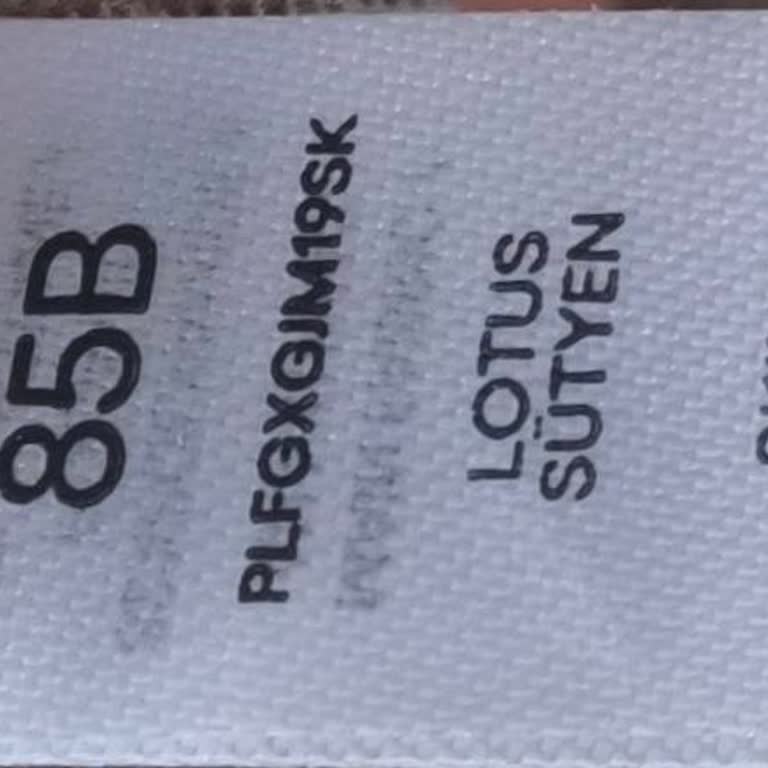 85B
PLFGXGJM19SK
LOTUS
SÜTYEN